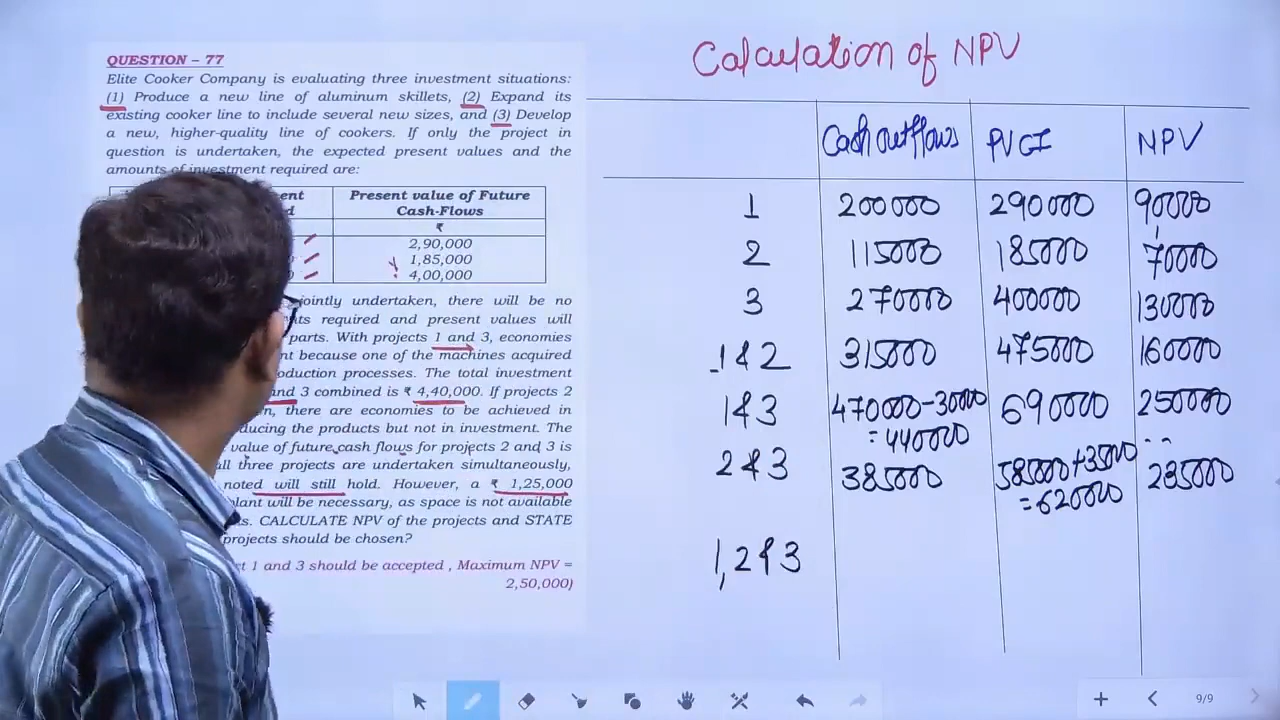 QUESTION – 77
Elite Cooker Company is evaluating three investment situations:
(1) Produce a new line of aluminum skillets, (2) Expand its
existing cooker line to include several new sizes, and (3) Develop
a new, higher-quality line of cookers. If only the project in
question is undertaken, the expected present values and the
amounts of investment required are:
Present value of Future
Cash-Flows
₹
2,90,000
1,85,000
4,00,000
jointly undertaken, there will be no
required and present values will
parts. With projects 1 and 3, economies
because one of the machines acquired
processes. The total investment
and 3 combined is ₹ 4,40,000. If projects 2
there are economies to be achieved in
the products but not in investment. The
value of future cash flows for projects 2 and 3 is
three projects are undertaken simultaneously,
noted will still hold. However, a ₹ 1,25,000
will be necessary, as space is not available
CALCULATE NPV of the projects and STATE
projects should be chosen?
1 and 3 should be accepted , Maximum NPV =
2,50,000)
Calculation of NPV
Cash outflows PVCI NPV
1 200000 290000 90000
2 115000 185000 70000
3 270000 400000 130000
1 & 2 315000 475000 160000
1 & 3 470000-30000 690000 250000
= 440000
2 & 3 385000 585000+35000 235000
= 620000
1, 2 & 3
9/9